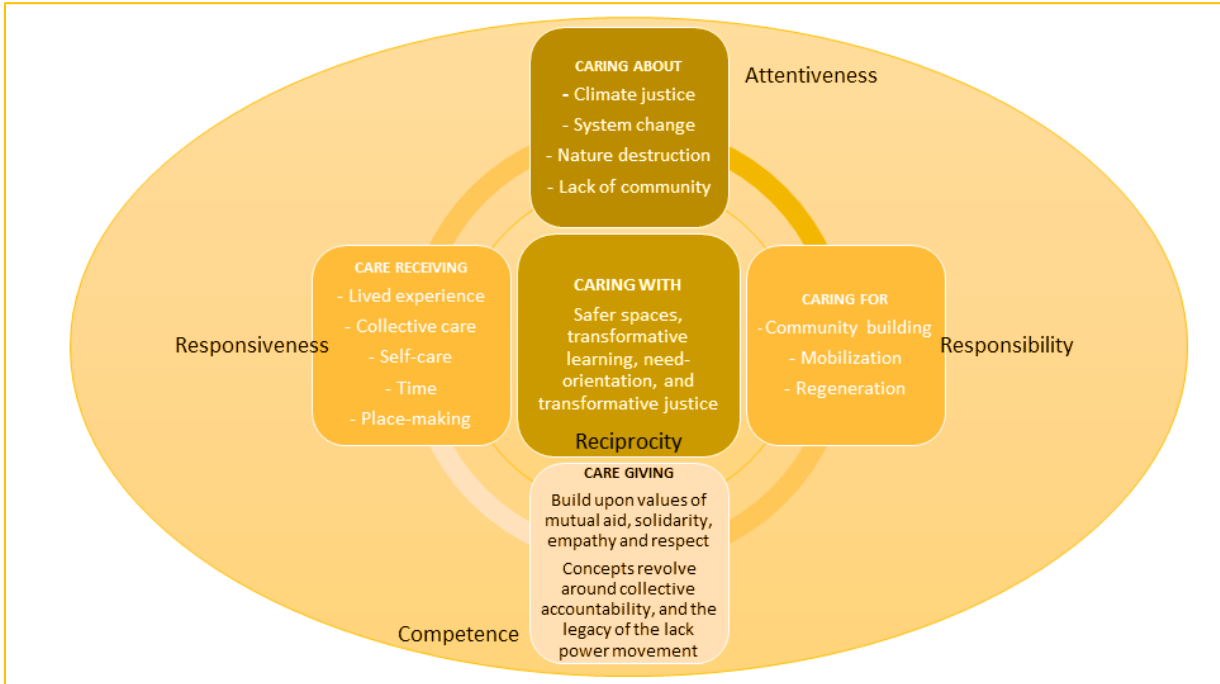 CARING ABOUT
- Climate justice
- System change
- Nature destruction
- Lack of community
Attentiveness
CARE RECEIVING
- Lived experience
- Collective care
- Self-care
- Time
- Place-making
Responsiveness
CARING WITH
Safer spaces,
transformative
learning, need-
orientation, and
transformative justice
Reciprocity
CARING FOR
-Community building
- Mobilization
- Regeneration
Responsibility
CARE GIVING
Build upon values of
mutual aid, solidarity,
empathy and respect
Concepts revolve
around collective
accountability, and the
legacy of the lack
power movement
Competence